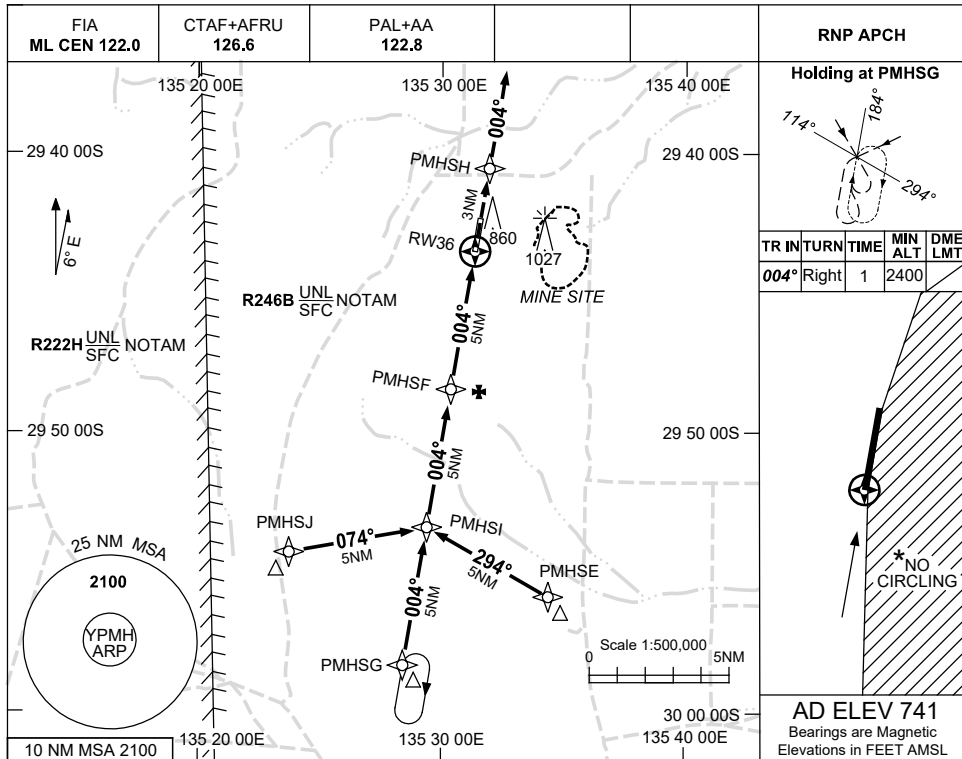 FIA
ML CEN 122.0
CTAF+AFRU
126.6
PAL+AA
122.8
RNP APCH
135 20 00E
135 30 00E
135 40 00E
004°
29 40 00S
29 40 00S
PMHSH
3NM
6° E
RW36
860
1027
MINE SITE
R246B UNL
SFC NOTAM
R222H UNL
SFC NOTAM
004°
5NM
PMHSF
29 50 00S
29 50 00S
004°
5NM
PMHSJ
PMHSI
074°
5NM
294°
5NM
PMHSE
004°
5NM
PMHSG
25 NM MSA
2100
YPMH
ARP
Scale 1:500,000
0 5NM
30 00 00S
135 20 00E
135 30 00E
135 40 00E
10 NM MSA 2100
Holding at PMHSG
184°
114°
294°
TR IN TURN TIME MIN ALT DME LMT
004° Right 1 2400
*NO
CIRCLING
AD ELEV 741
Bearings are Magnetic
Elevations in FEET AMSL